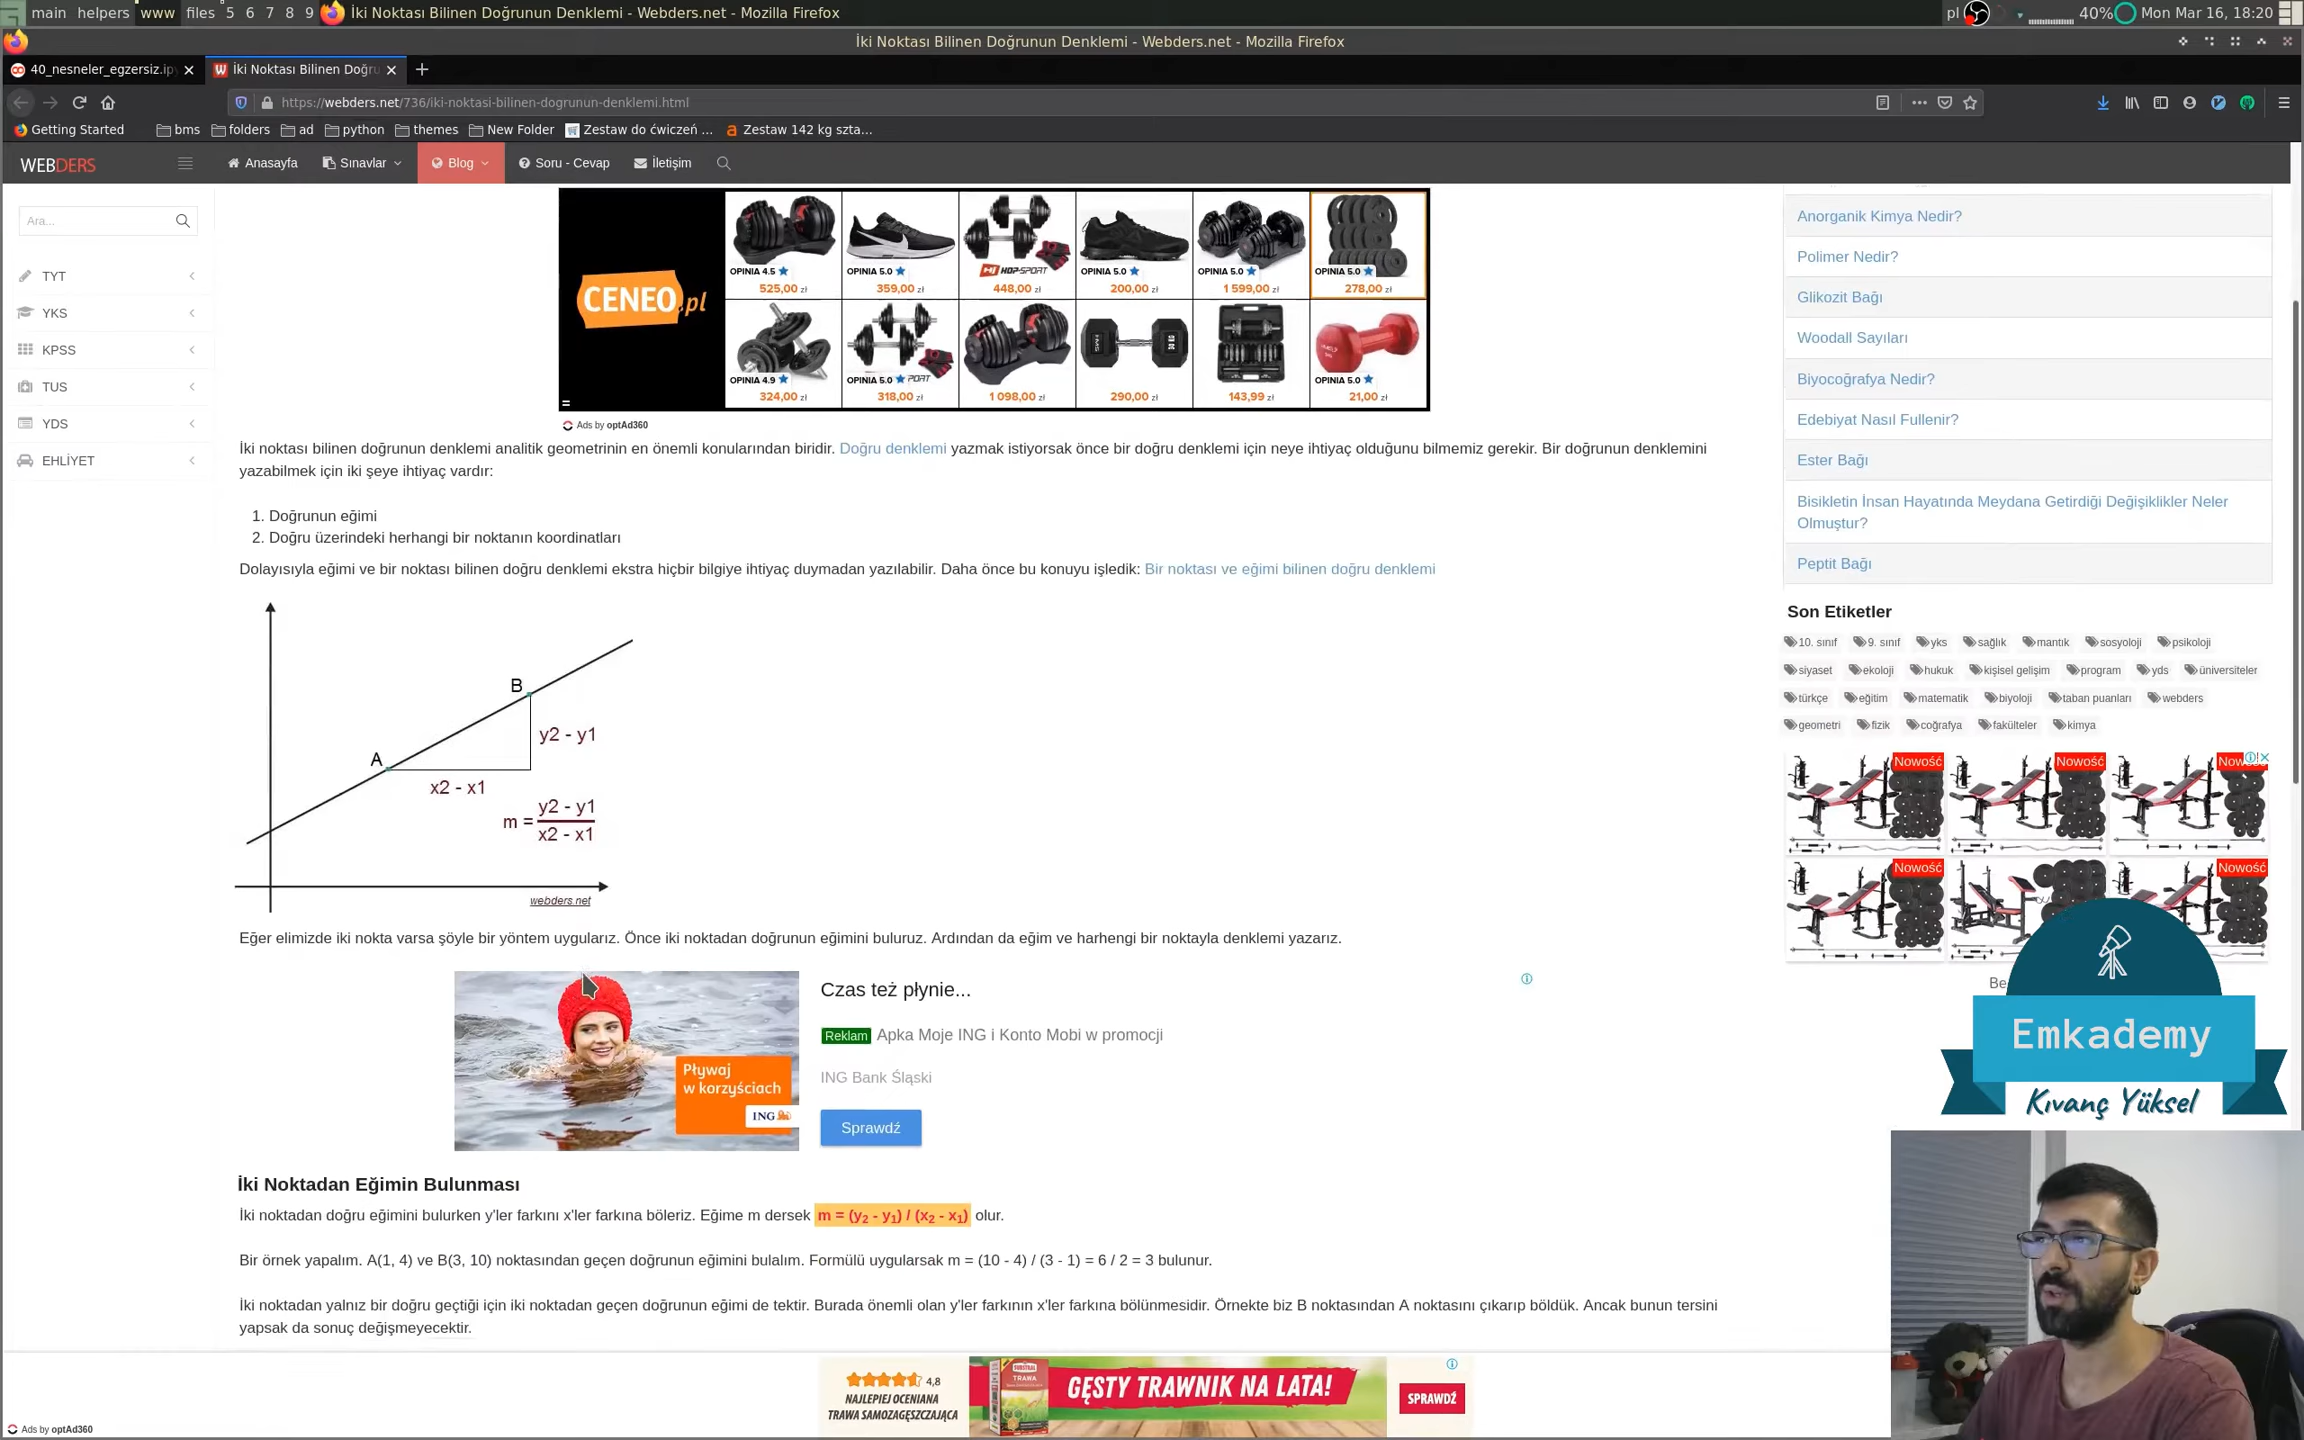 main helpers www files 5 6 7 8 9 İki Noktası Bilinen Doğrunun Denklemi - Webders.net - Mozilla Firefox
pl 40% Mon Mar 16, 18:20
İki Noktası Bilinen Doğrunun Denklemi - Webders.net - Mozilla Firefox
40_nesneler_egzersiz.ip
İki Noktası Bilinen Doğru
https://webders.net/736/iki-noktasi-bilinen-dogrunun-denklemi.html
Getting Started bms folders ad python themes New Folder Zestaw do ćwiczeń ... Zestaw 142 kg szta...
WEBDERS Anasayfa Sınavlar Blog Soru - Cevap İletişim
Ara...
TYT
YKS
KPSS
TUS
YDS
EHLİYET
CENEO.pl
OPINIA 4.5 OPINIA 5.0 HOP-SPORT OPINIA 5.0 OPINIA 5.0 OPINIA 5.0
525,00 zł 359,00 zł 448,00 zł 200,00 zł 1 599,00 zł 278,00 zł
OPINIA 4.9 OPINIA 5.0 OPINIA 5.0
324,00 zł 318,00 zł 1 098,00 zł 290,00 zł 143,99 zł 21,00 zł
Ads by optAd360
İki noktası bilinen doğrunun denklemi analitik geometrinin en önemli konularından biridir. Doğru denklemi yazmak istiyorsak önce bir doğru denklemi için neye ihtiyaç olduğunu bilmemiz gerekir. Bir doğrunun denklemini
yazabilmek için iki şeye ihtiyaç vardır:
1. Doğrunun eğimi
2. Doğru üzerindeki herhangi bir noktanın koordinatları
Dolayısıyla eğimi ve bir noktası bilinen doğru denklemi ekstra hiçbir bilgiye ihtiyaç duymadan yazılabilir. Daha önce bu konuyu işledik: Bir noktası ve eğimi bilinen doğru denklemi
B
y2 - y1
A
x2 - x1
m = y2 - y1
x2 - x1
webders.net
Eğer elimizde iki nokta varsa şöyle bir yöntem uygularız. Önce iki noktadan doğrunun eğimini buluruz. Ardından da eğim ve harhengi bir noktayla denklemi yazarız.
Pływaj
w korzyściach
ING
Czas też płynie...
Reklam Apka Moje ING i Konto Mobi w promocji
ING Bank Śląski
Sprawdź
İki Noktadan Eğimin Bulunması
İki noktadan doğru eğimini bulurken y'ler farkını x'ler farkına böleriz. Eğime m dersek m = (y2 - y1) / (x2 - x1) olur.
Bir örnek yapalım. A(1, 4) ve B(3, 10) noktasından geçen doğrunun eğimini bulalım. Formülü uygularsak m = (10 - 4) / (3 - 1) = 6 / 2 = 3 bulunur.
İki noktadan yalnız bir doğru geçtiği için iki noktadan geçen doğrunun eğimi de tektir. Burada önemli olan y'ler farkının x'ler farkına bölünmesidir. Örnekte biz B noktasından A noktasını çıkarıp böldük. Ancak bunun tersini
yapsak da sonuç değişmeyecektir.
Anorganik Kimya Nedir?
Polimer Nedir?
Glikozit Bağı
Woodall Sayıları
Biyocoğrafya Nedir?
Edebiyat Nasıl Fullenir?
Ester Bağı
Bisikletin İnsan Hayatında Meydana Getirdiği Değişiklikler Neler
Olmuştur?
Peptit Bağı
Son Etiketler
10. sınıf 9. sınıf yks sağlık mantık sosyoloji psikoloji
siyaset ekoloji hukuk kişisel gelişim program yds üniversiteler
türkçe eğitim matematik biyoloji taban puanları webders
geometri fizik coğrafya fakülteler kimya
Nowość Nowość
Nowość Nowość
Be
Emkademy
Kıvanç Yüksel
4,8
NAJLEPIEJ OCENIANA
TRAWA SAMOZAGĘSZCZAJĄCA
SUBSTRAL
TRAWA
GĘSTY TRAWNIK NA LATA!
SPRAWDŹ
Ads by optAd360